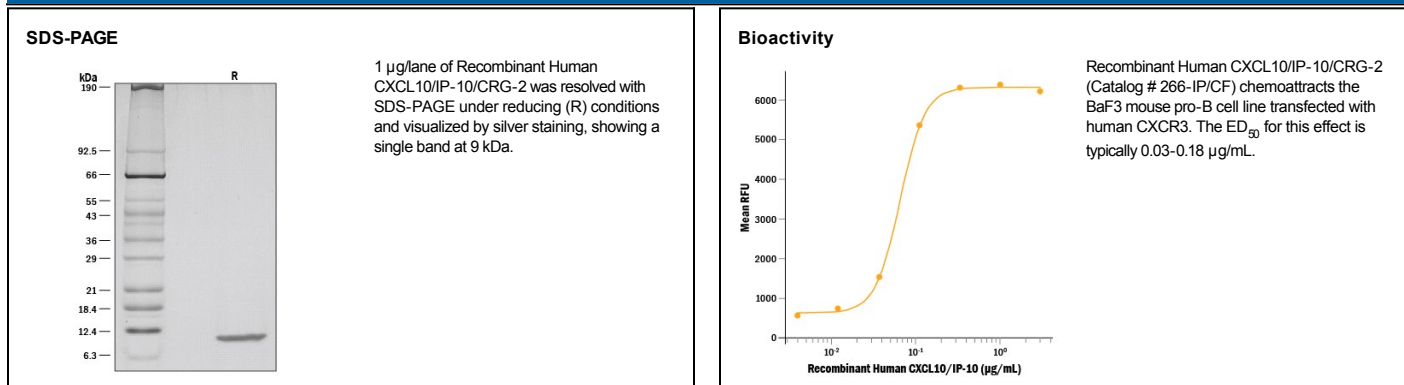 SDS-PAGE
kDa
R
190
92.5
66
55
43
36
29
21
18.4
12.4
6.3
1 µg/lane of Recombinant Human
CXCL10/IP-10/CRG-2 was resolved with
SDS-PAGE under reducing (R) conditions
and visualized by silver staining, showing a
single band at 9 kDa.
Bioactivity
Mean RFU
6000
5000
4000
3000
2000
1000
0
10-2 10-1 10⁰
Recombinant Human CXCL10/IP-10 (µg/mL)
Recombinant Human CXCL10/IP-10/CRG-2
(Catalog # 266-IP/CF) chemoattracts the
BaF3 mouse pro-B cell line transfected with
human CXCR3. The ED50 for this effect is
typically 0.03-0.18 µg/mL.